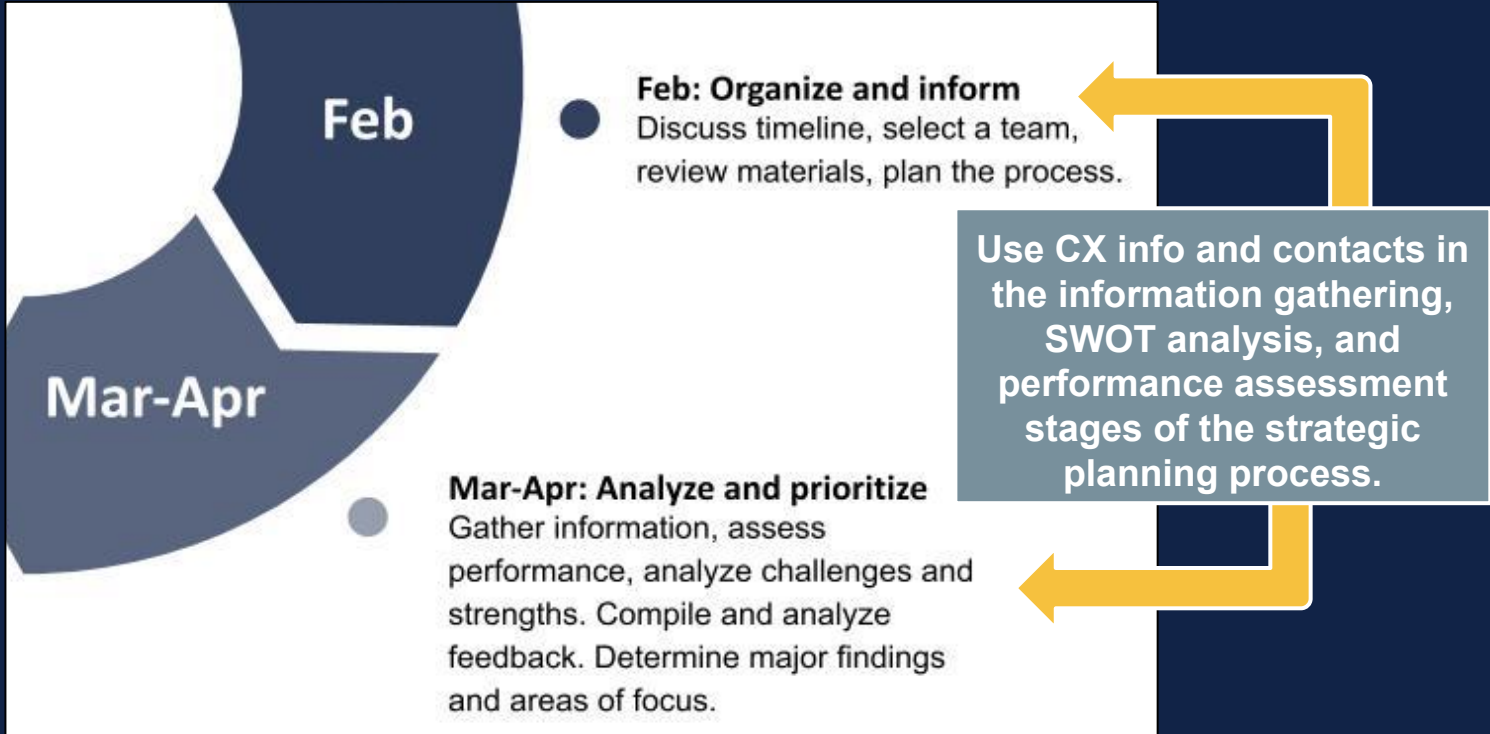 Feb
Feb: Organize and inform
Discuss timeline, select a team,
review materials, plan the process.
Use CX info and contacts in
the information gathering,
SWOT analysis, and
performance assessment
stages of the strategic
planning process.
Mar-Apr
Mar-Apr: Analyze and prioritize
Gather information, assess
performance, analyze challenges and
strengths. Compile and analyze
feedback. Determine major findings
and areas of focus.